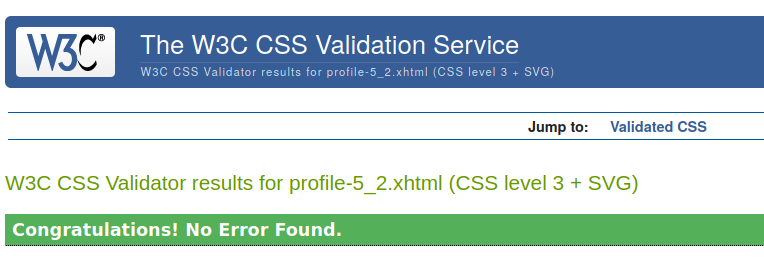 W3C®
The W3C CSS Validation Service
W3C CSS Validator results for profile-5_2.xhtml (CSS level 3 + SVG)
Jump to: Validated CSS
W3C CSS Validator results for profile-5_2.xhtml (CSS level 3 + SVG)
Congratulations! No Error Found.